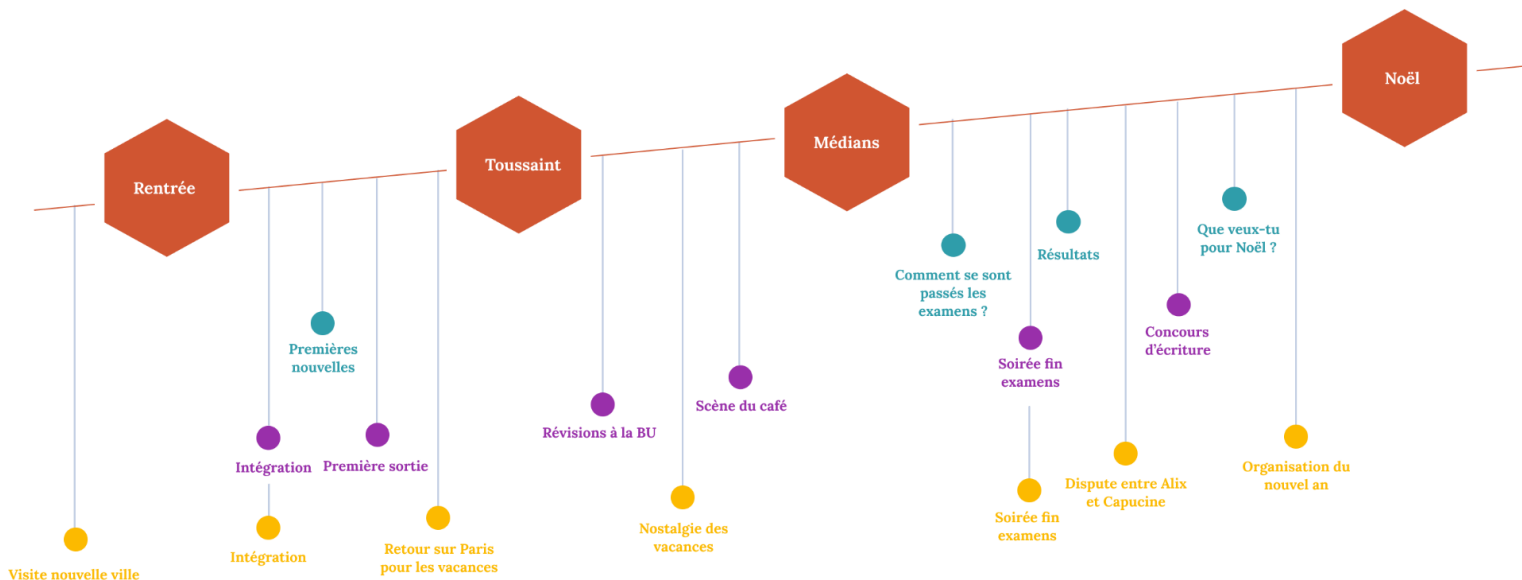 Noël
Médians
Toussaint
Rentrée
Que veux-tu
pour Noël ?
Résultats
Comment se sont
passés les
examens ?
Premières
nouvelles
Concours
d'écriture
Soirée fin
examens
Scène du café
Révisions à la BU
Intégration
Première sortie
Organisation du
nouvel an
Dispute entre Alix
et Capucine
Soirée fin
examens
Nostalgie des
vacances
Retour sur Paris
pour les vacances
Intégration
Visite nouvelle ville